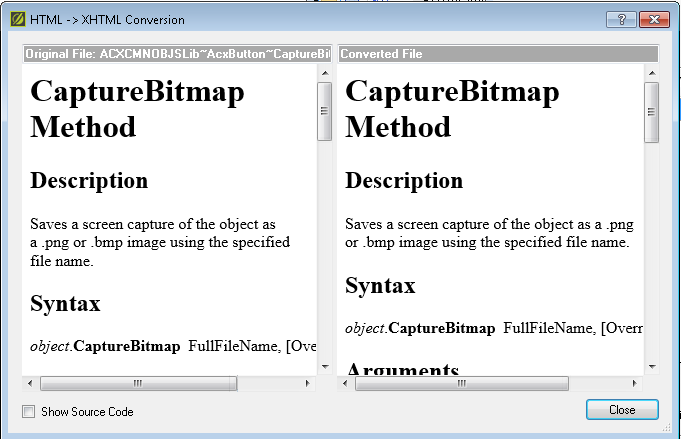 HTML -> XHTML Conversion
Original File: ACXCMNOBJSLib~AcxButton~CaptureBi
CaptureBitmap
Method
Description
Saves a screen capture of the object as
a .png or .bmp image using the specified
file name.
Syntax
object.CaptureBitmap FullFileName, [Ove
Converted File
CaptureBitmap
Method
Description
Saves a screen capture of the object as a .png
or .bmp image using the specified file name.
Syntax
object.CaptureBitmap FullFileName, [Overr
Arguments
Show Source Code
Close